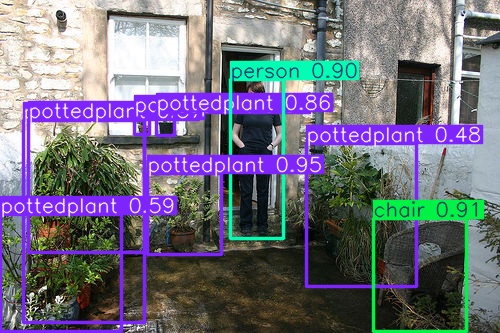 person 0.90
pottedplant 0.86
pottedplant 0.48
pottedplant 0.95
pottedplant 0.59
chair 0.91